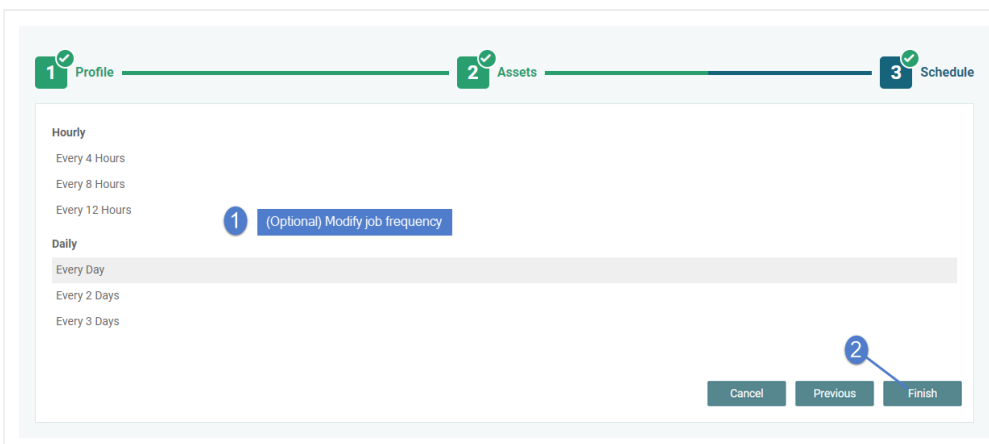 1 Profile 2 Assets 3 Schedule
Hourly
Every 4 Hours
Every 8 Hours
Every 12 Hours
1 (Optional) Modify job frequency
Daily
Every Day
Every 2 Days
Every 3 Days
2
Cancel Previous Finish